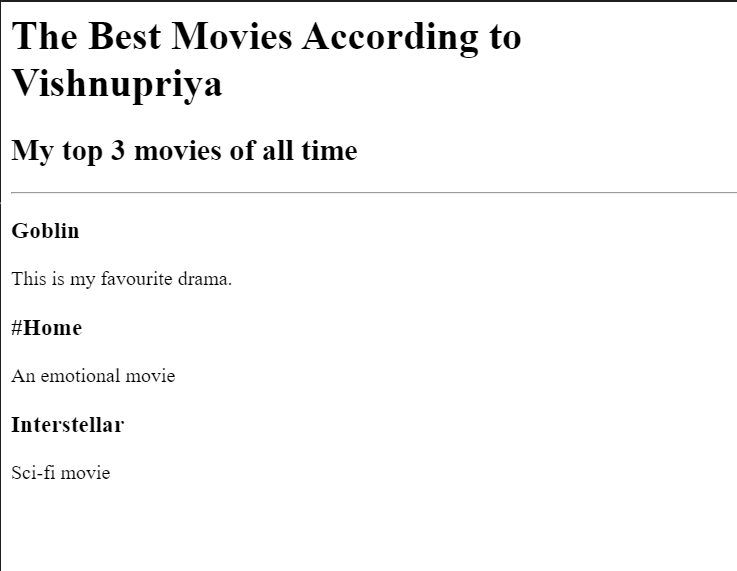 The Best Movies According to
Vishnupriya
My top 3 movies of all time
Goblin
This is my favourite drama.
#Home
An emotional movie
Interstellar
Sci-fi movie